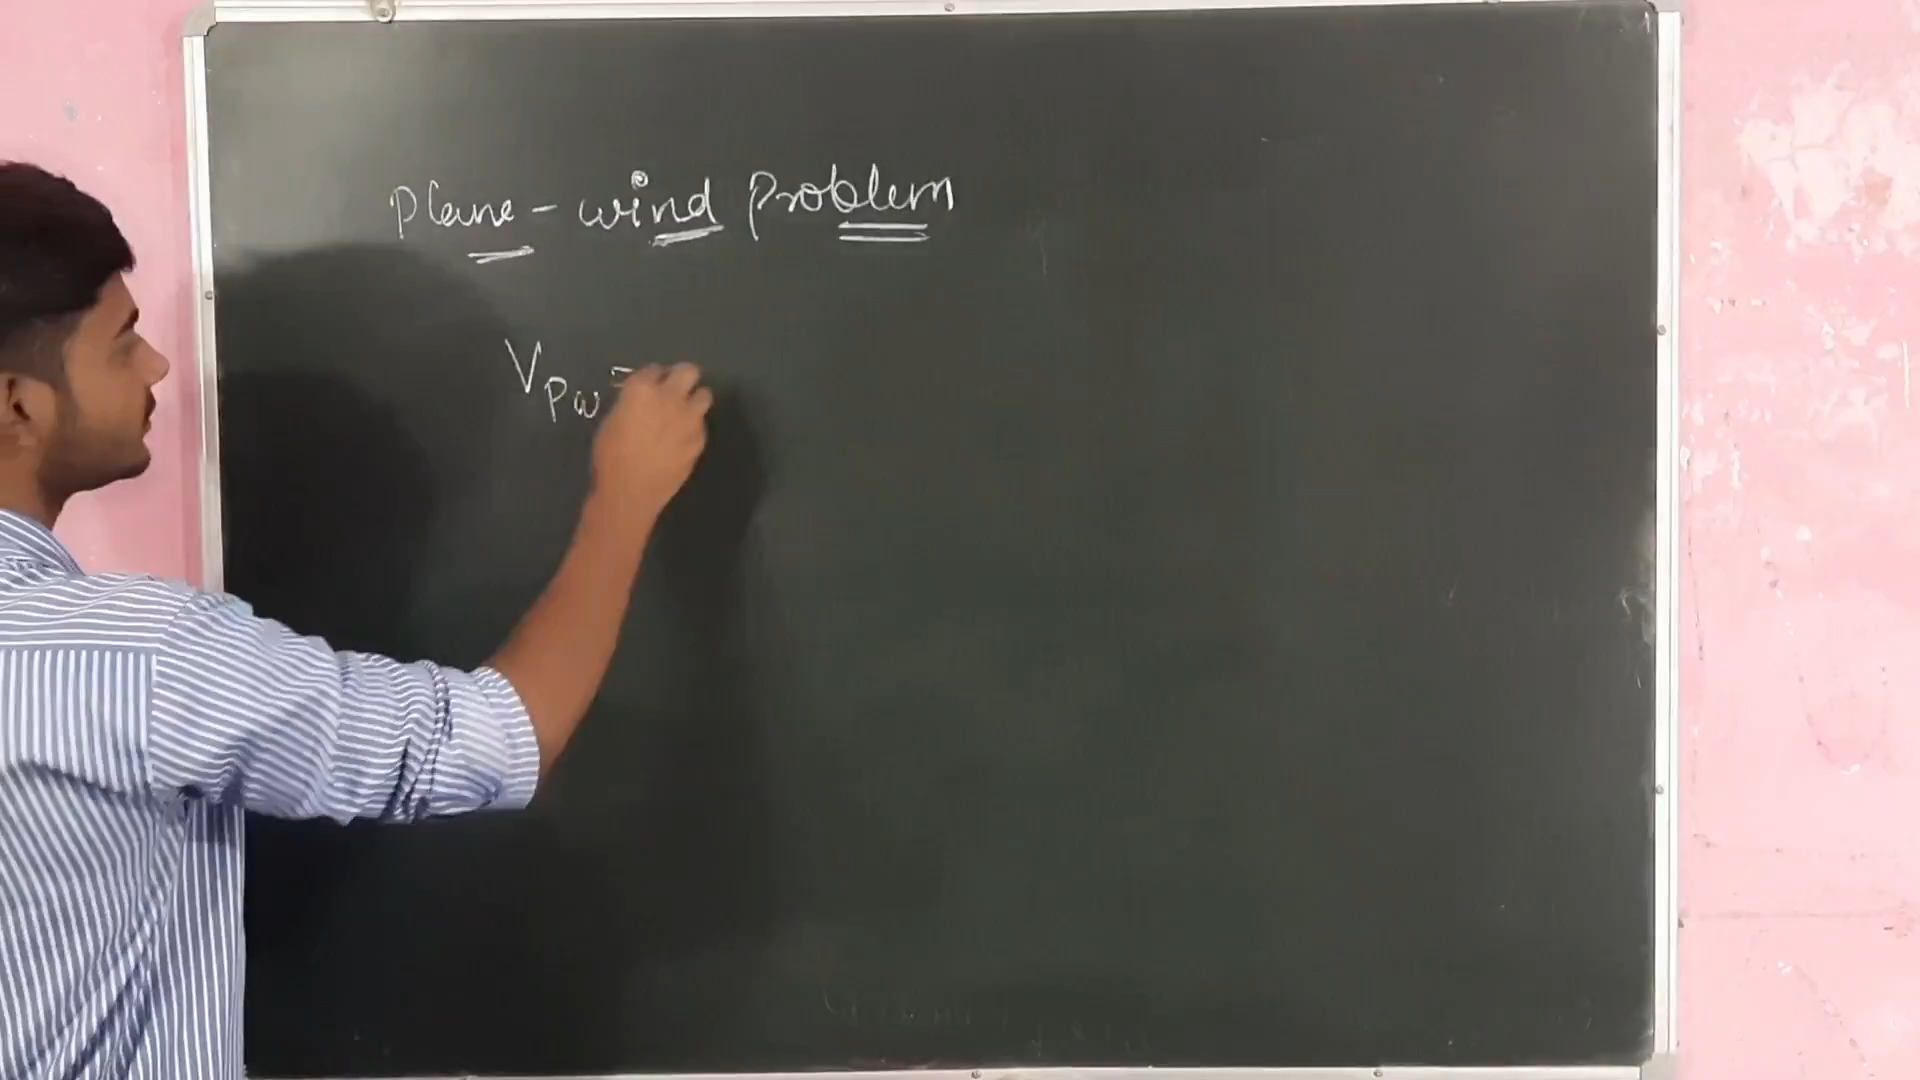 Plane - wind Problem
V_Pw =